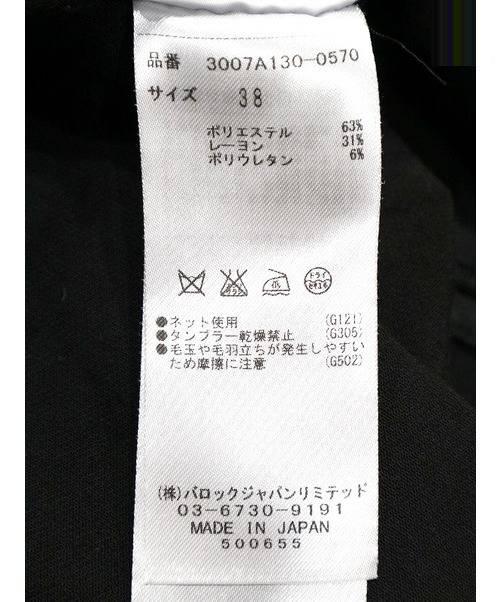 品番 3007A130-0570
サイズ 38
ポリエステル 63%
レーヨン 31%
ポリウレタン 6%
ドライ
●ネット使用 (G121)
●タンブラー乾燥禁止 (G305)
●毛玉や毛羽立ちが発生しやすい
ため摩擦に注意 (G502)
(株)バロックジャパンリミテッド
03-6730-9191
MADE IN JAPAN
500655